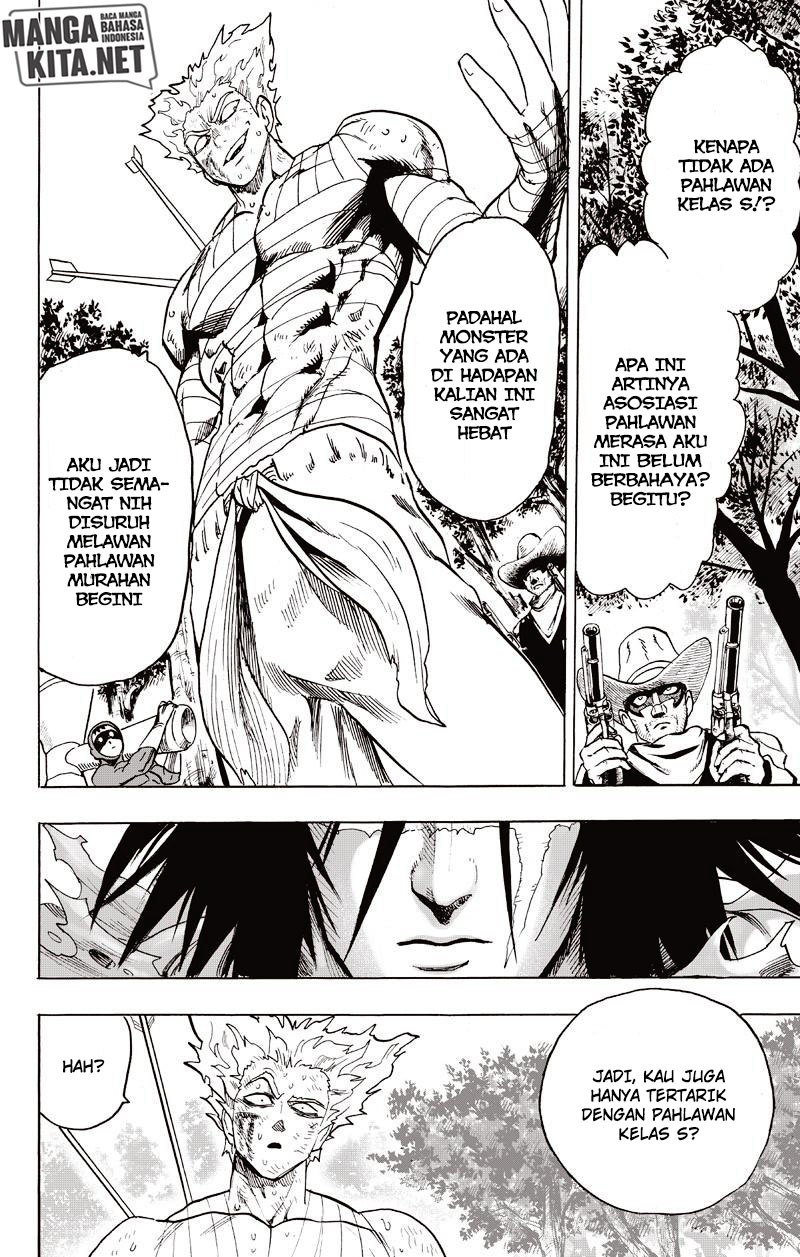 MANGA
KITA.NET
BACA MANGA
BAHASA
INDONESIA
KENAPA
TIDAK ADA
PAHLAWAN
KELAS S!?
APA INI
ARTINYA
ASOSIASI
PAHLAWAN
MERASA AKU
INI BELUM
BERBAHAYA?
BEGITU?
PADAHAL
MONSTER
YANG ADA
DI HADAPAN
KALIAN INI
SANGAT
HEBAT
AKU JADI
TIDAK SEMA-
NGAT NIH
DISURUH
MELAWAN
PAHLAWAN
MURAHAN
BEGINI
JADI, KAU JUGA
HANYA TERTARIK
DENGAN PAHLAWAN
KELAS S?
HAH?